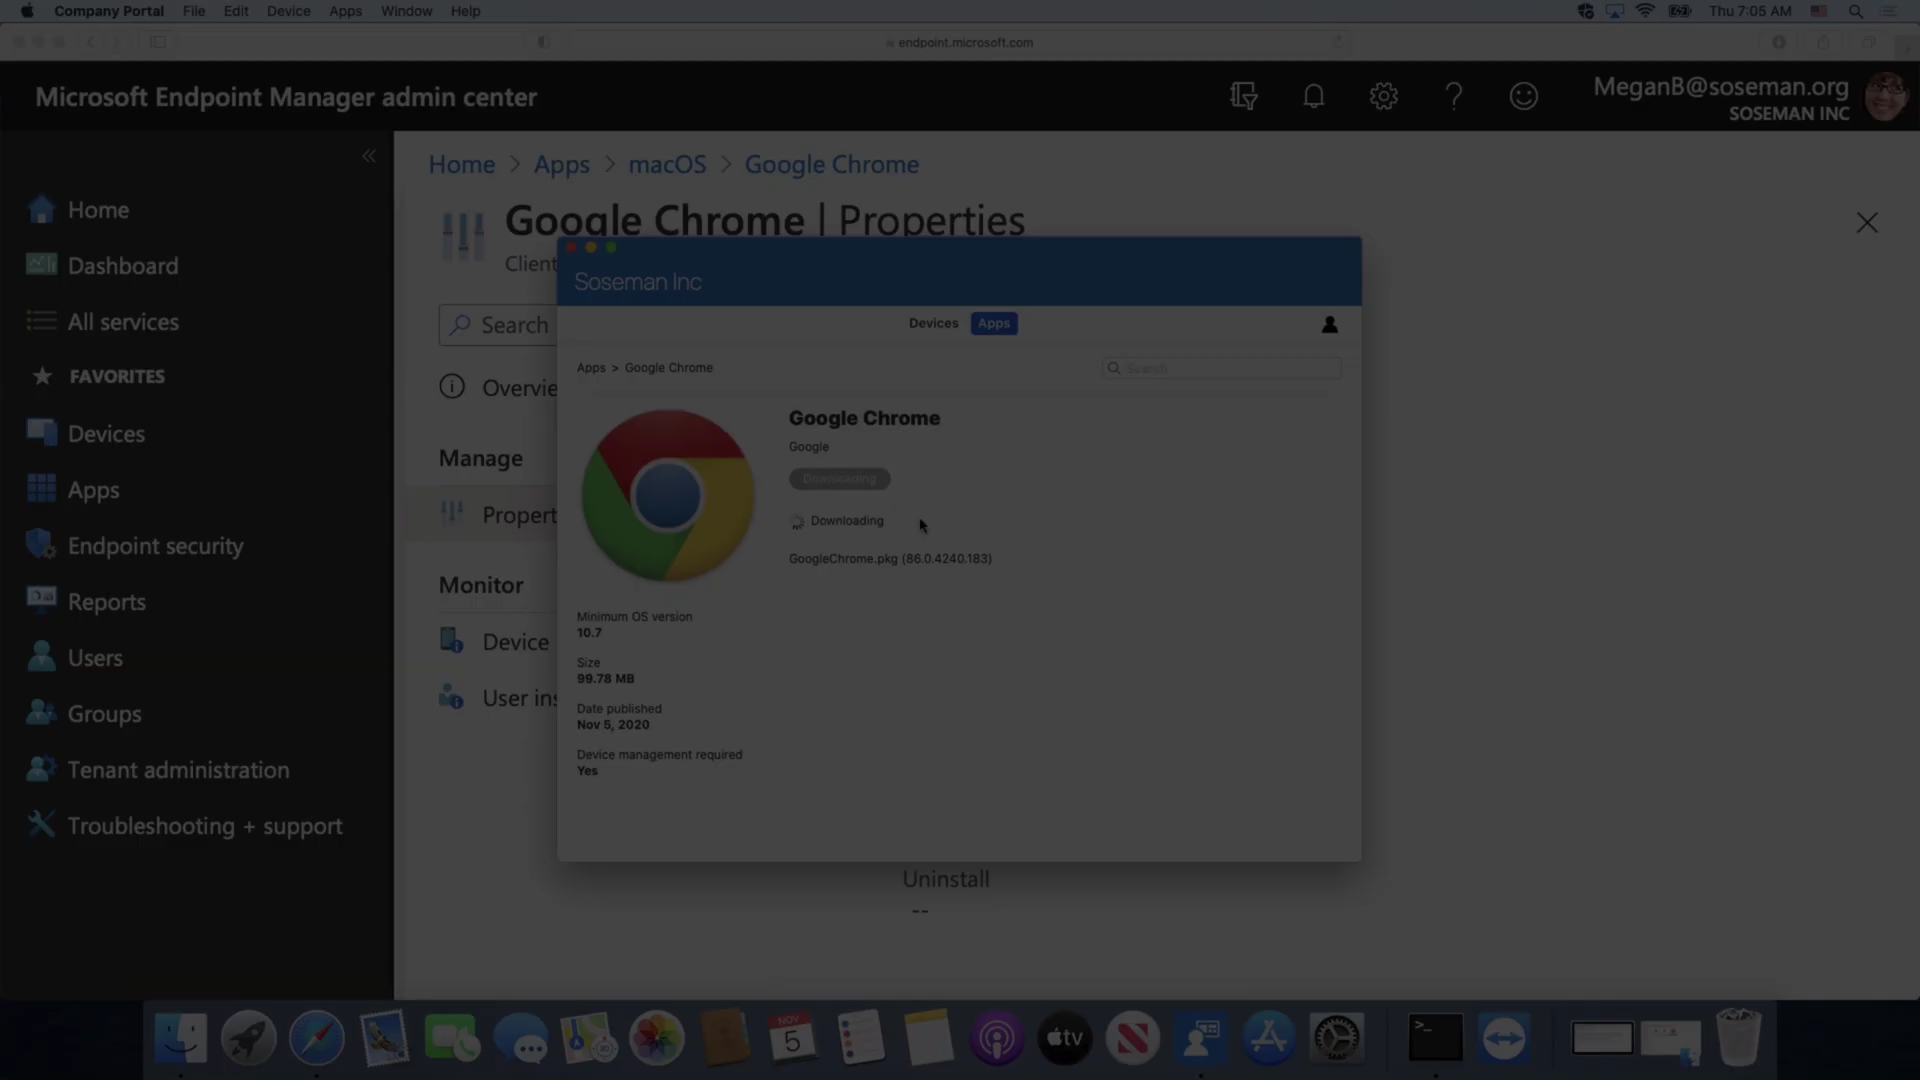 Company Portal File Edit Device Apps Window Help
Thu 7:05 AM
endpoint.microsoft.com
Microsoft Endpoint Manager admin center
MeganB@soseman.org
SOSEMAN INC
Home
Dashboard
All services
FAVORITES
Devices
Apps
Endpoint security
Reports
Users
Groups
Tenant administration
Troubleshooting + support
Home > Apps > macOS > Google Chrome
Google Chrome | Properties
Client
Search
Overvie
Manage
Propert
Monitor
Device
User ins
Soseman Inc
Devices Apps
Apps > Google Chrome
Search
Google Chrome
Google
Downloading
Downloading
GoogleChrome.pkg (86.0.4240.183)
Minimum OS version
10.7
Size
99.78 MB
Date published
Nov 5, 2020
Device management required
Yes
Uninstall
--
NOV
5
tv